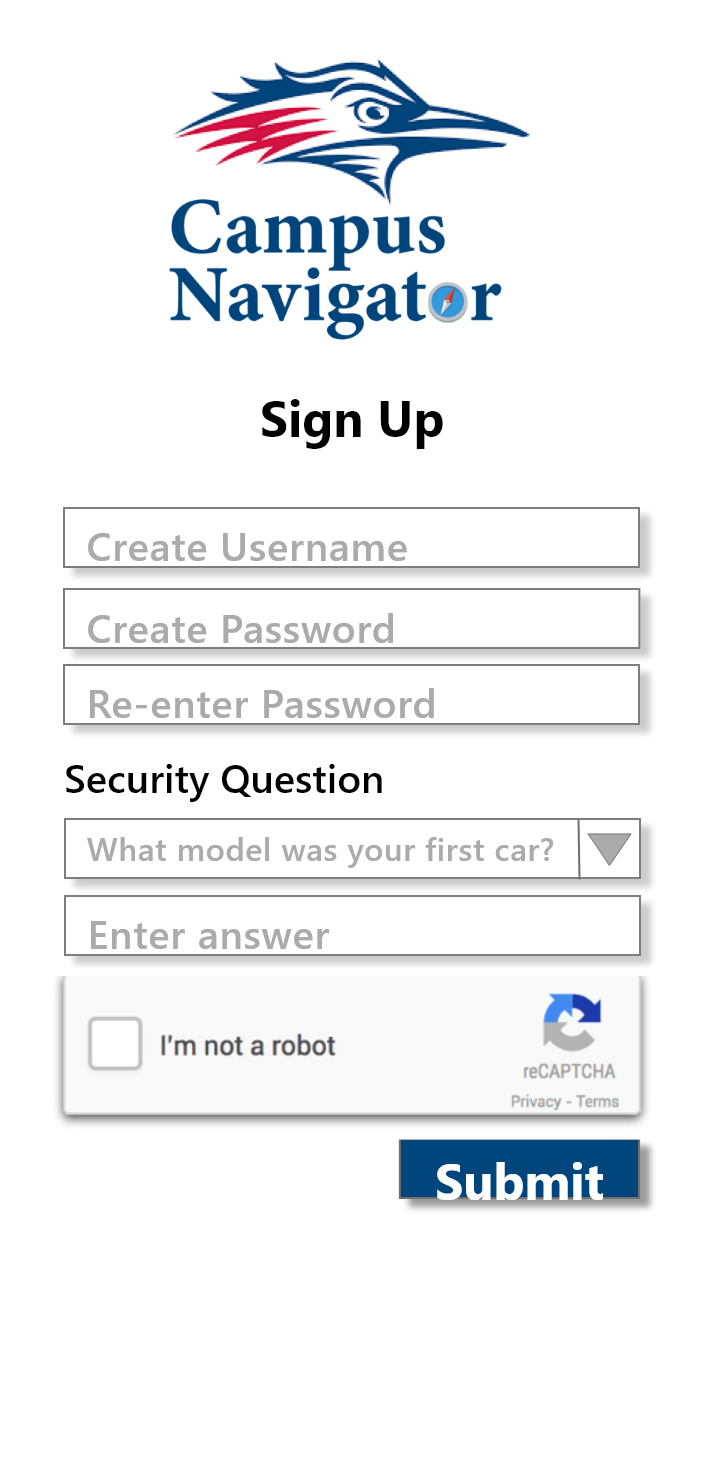 Campus
Navigator
Sign Up
Create Username
Create Password
Re-enter Password
Security Question
What model was your first car?
Enter answer
I'm not a robot
reCAPTCHA
Privacy - Terms
Submit